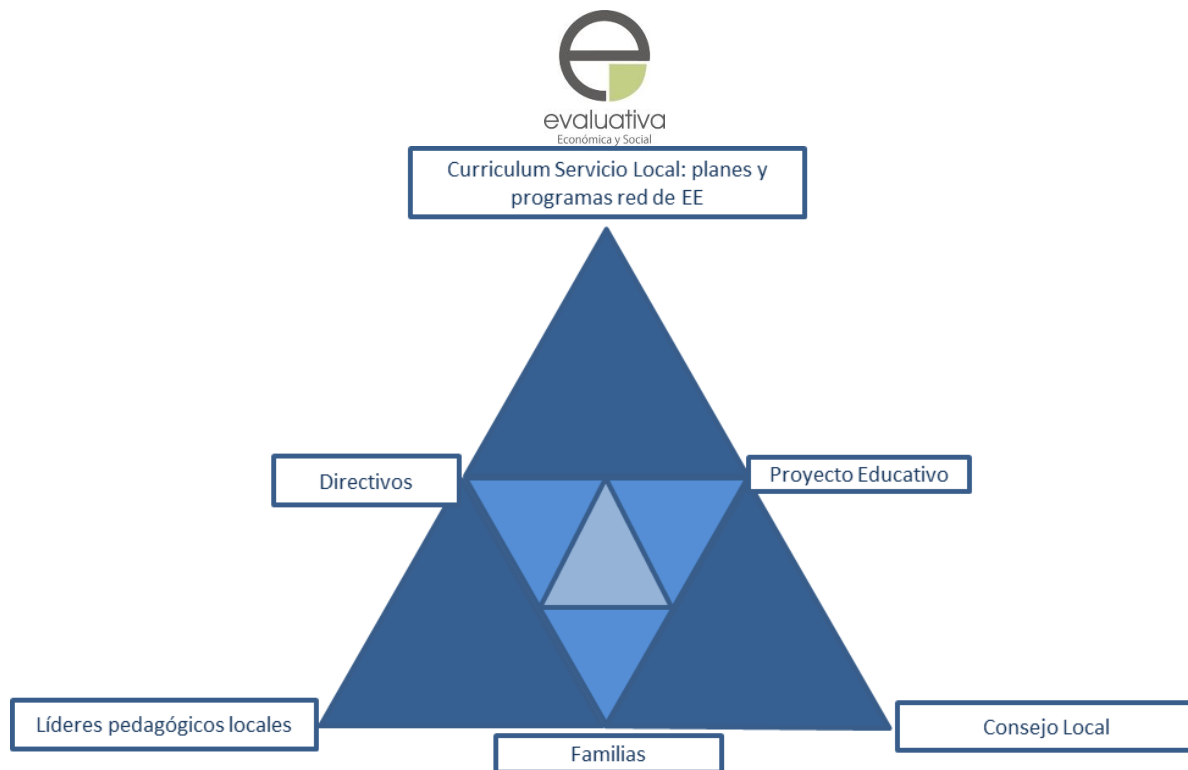 evaluativa
Económica y Social
Curriculum Servicio Local: planes y
programas red de EE
Directivos
Proyecto Educativo
Líderes pedagógicos locales
Familias
Consejo Local